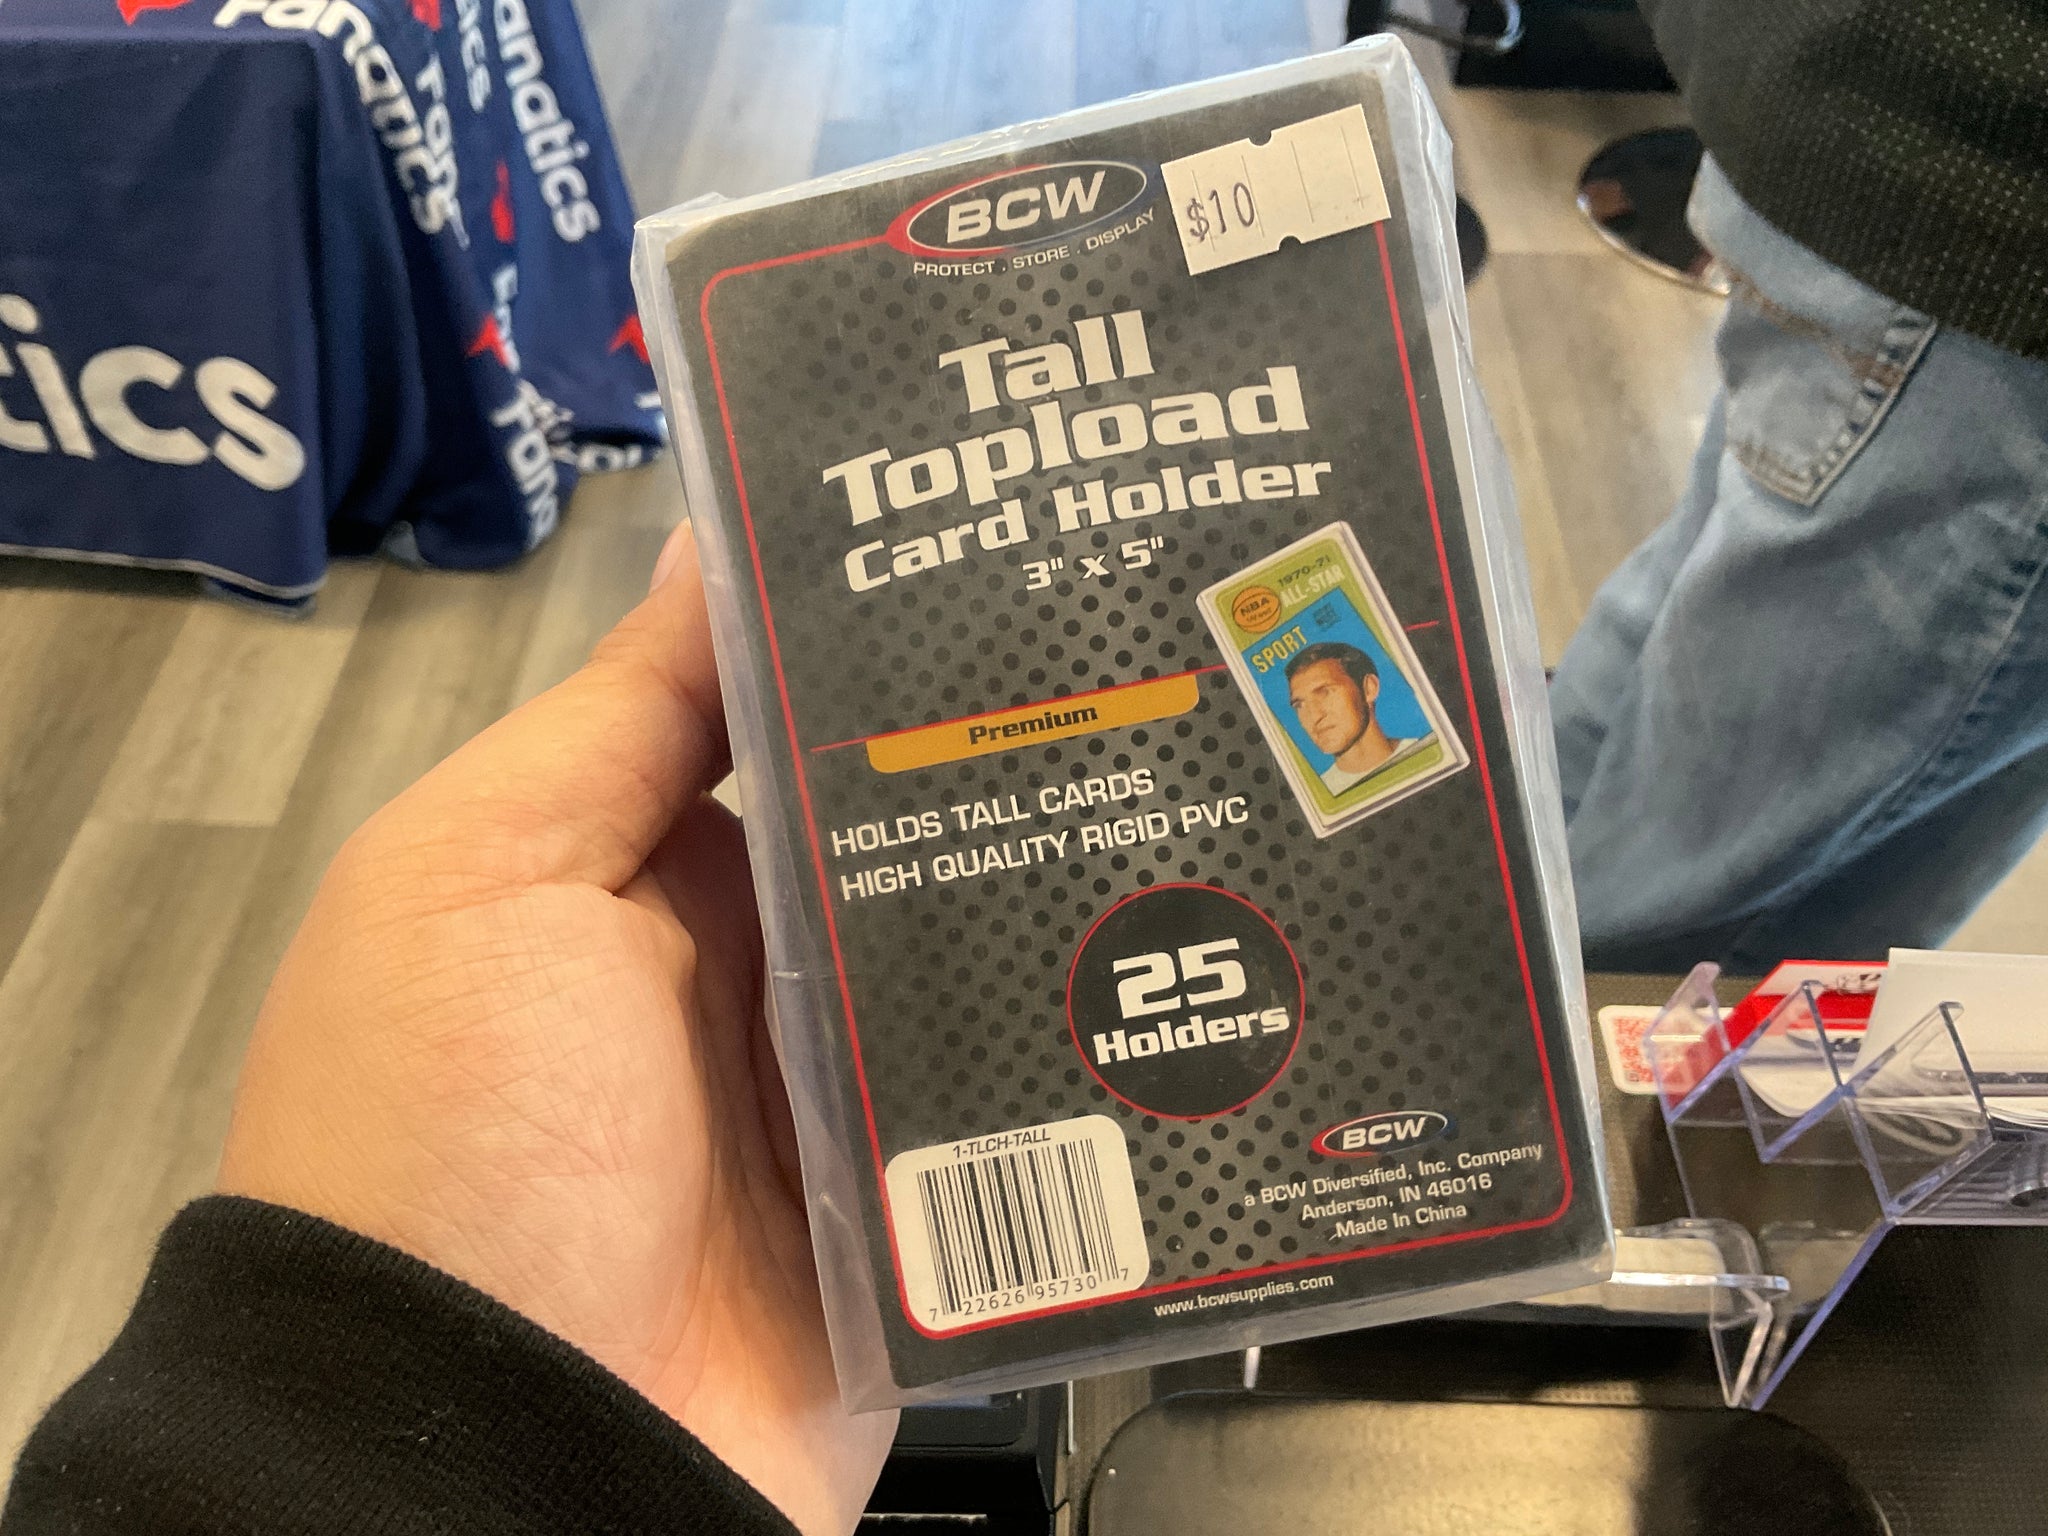 Fanatics
Fanatics
Fanatics
tics
BCW
PROTECT . STORE . DISPLAY
$10
Tall
Topload
Card Holder
3" x 5"
1970-71
ALL-STAR
NBA
West
SPORT
Premium
HOLDS TALL CARDS
HIGH QUALITY RIGID PVC
25
Holders
1-TLCH-TALL
7 22626 95730 7
BCW
a BCW Diversified, Inc. Company
Anderson, IN 46016
Made In China
www.bcwsupplies.com